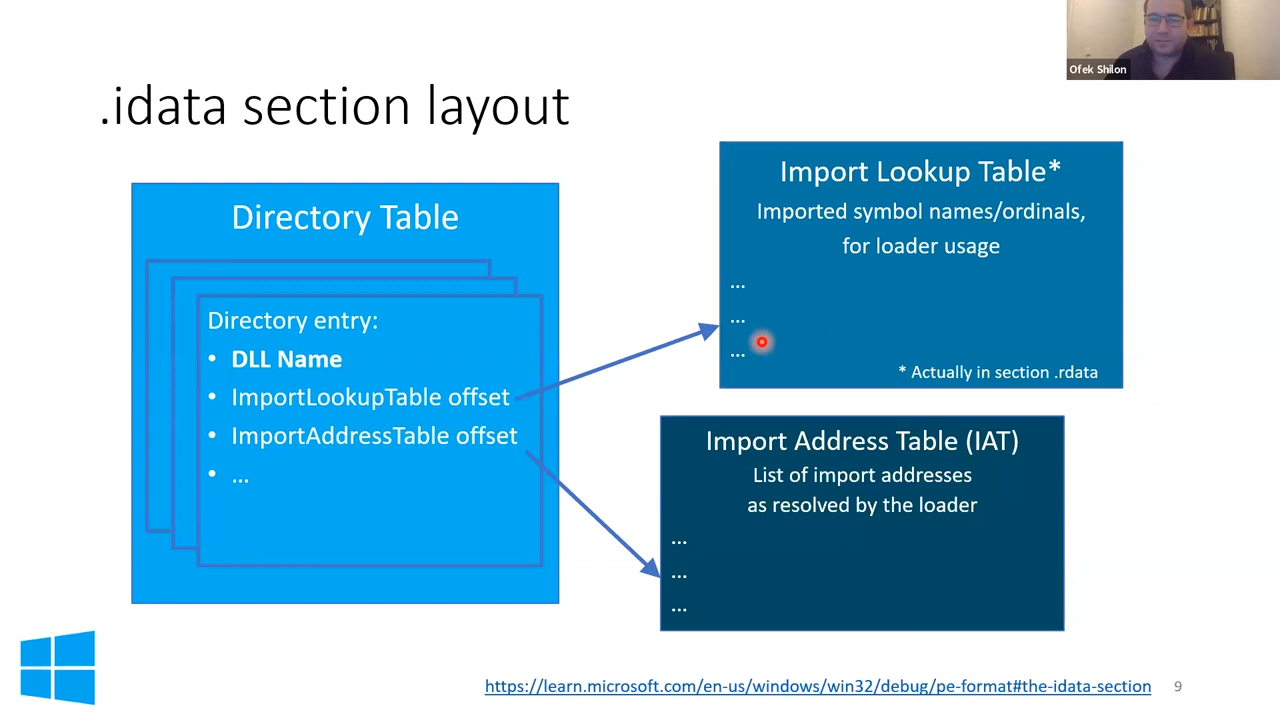 Ofek Shilon
.idata section layout
Directory Table
Directory entry:
• DLL Name
• ImportLookupTable offset
• ImportAddressTable offset
• ...
Import Lookup Table*
Imported symbol names/ordinals,
for loader usage
...
...
...
* Actually in section .rdata
Import Address Table (IAT)
List of import addresses
as resolved by the loader
...
...
...
https://learn.microsoft.com/en-us/windows/win32/debug/pe-format#the-idata-section
9